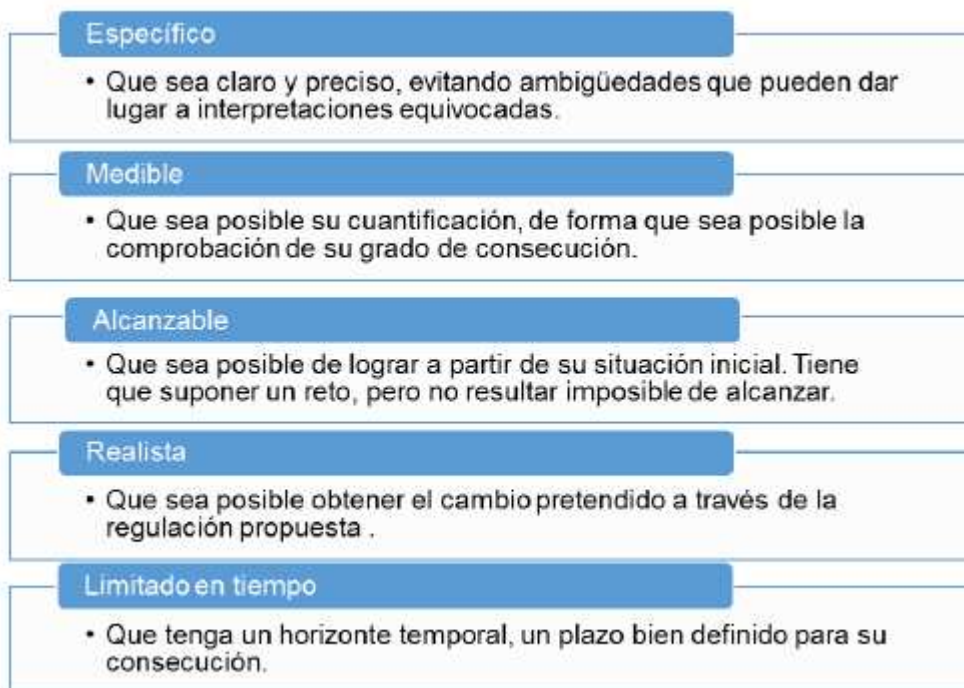 Específico
• Que sea claro y preciso, evitando ambigüedades que pueden dar
lugar a interpretaciones equivocadas.
Medible
• Que sea posible su cuantificación, de forma que sea posible la
comprobación de su grado de consecución.
Alcanzable
• Que sea posible de lograr a partir de su situación inicial. Tiene
que suponer un reto, pero no resultar imposible de alcanzar.
Realista
• Que sea posible obtener el cambio pretendido a través de la
regulación propuesta .
Limitado en tiempo
• Que tenga un horizonte temporal, un plazo bien definido para su
consecución.